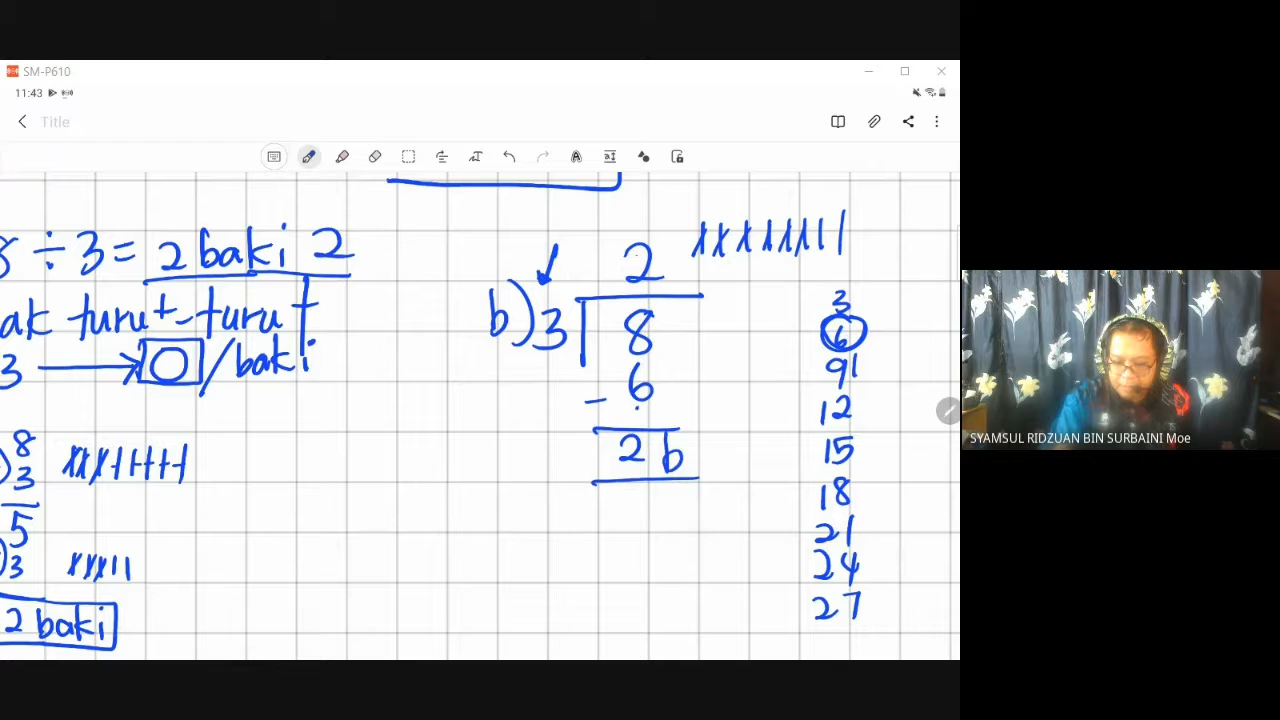 SM-P610
11:43
Title
8 ÷ 3 = 2 baki 2
ak turut-turut
3 → 0 / baki
8
3
5
3
2 baki
b) 3
2
8
- 6
2 b
3
6
9
12
15
18
21
24
27
SYAMSUL RIDZUAN BIN SURBAINI Moe